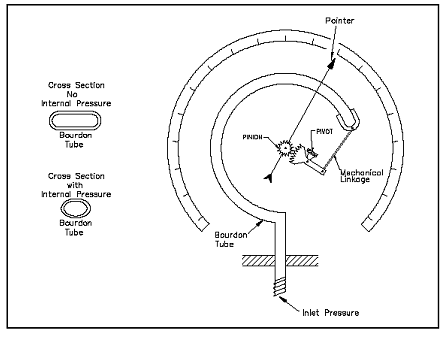 Pointer
Cross Section
No
Internal Pressure
Bourdon
Tube
PINION
PIVOT
Mechanical
Linkage
Cross Section
with
Internal Pressure
Bourdon
Tube
Bourdon
Tube
Inlet Pressure